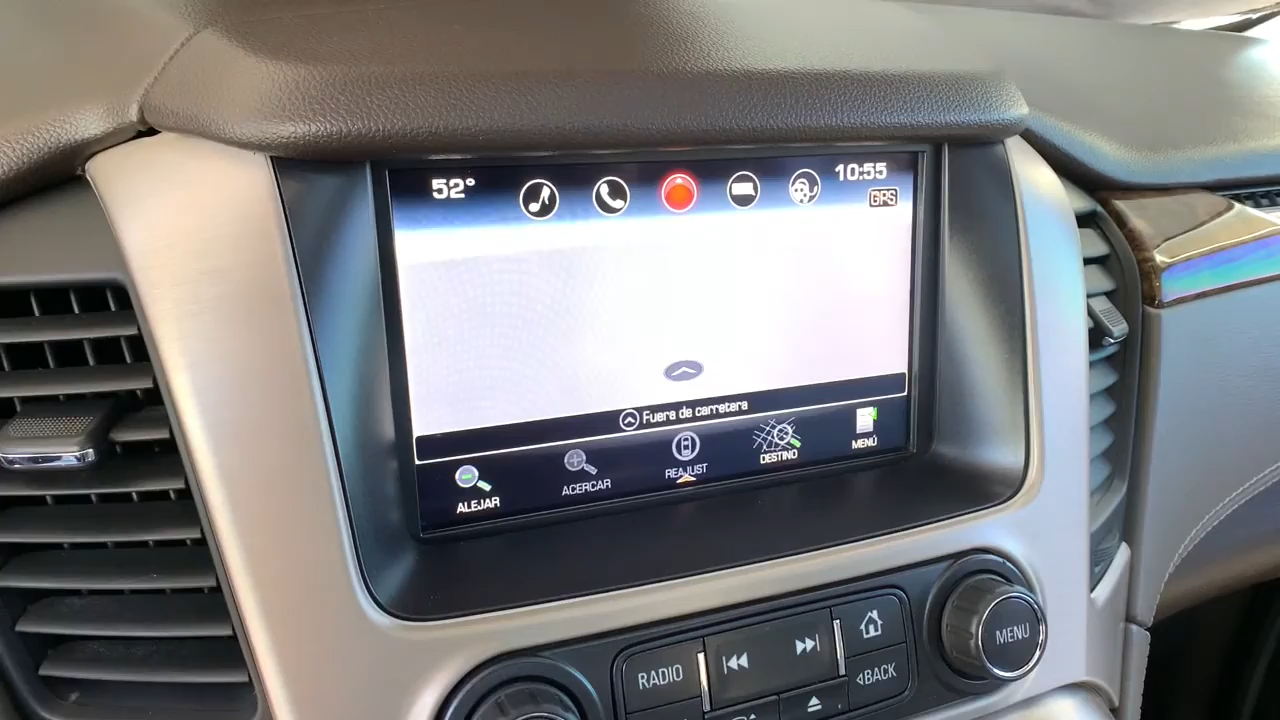 52°
10:55
GPS
Fuera de carretera
ALEJAR
ACERCAR
REAJUST
DESTINO
MENÚ
RADIO
BACK
MENU